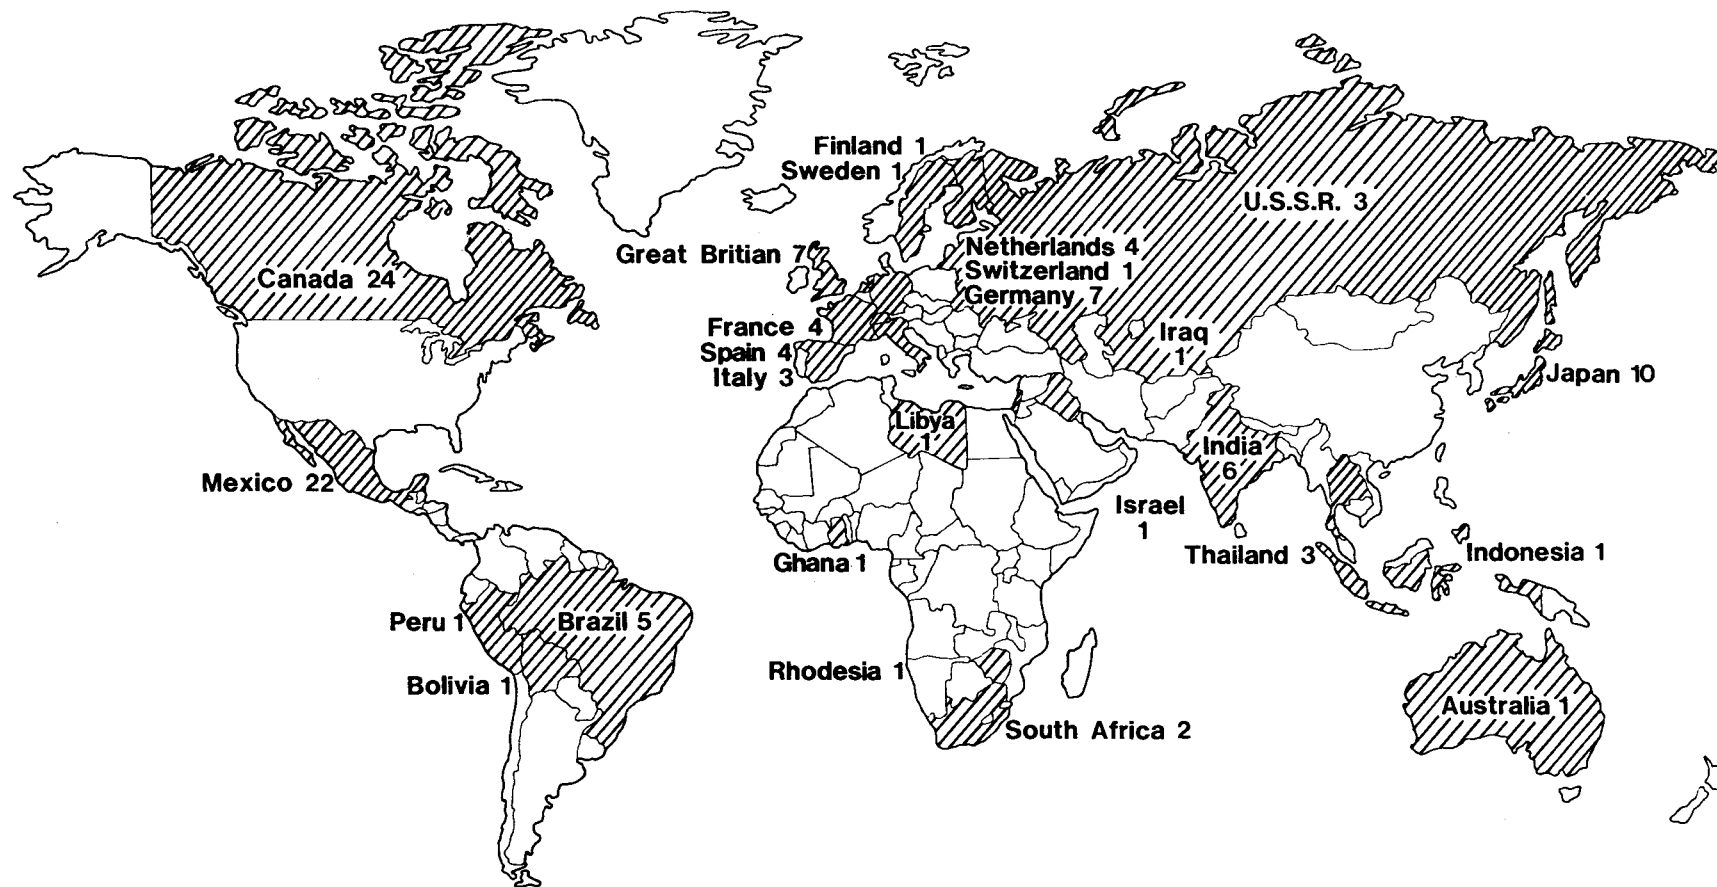 Finland 1
Sweden 1
U.S.S.R. 3
Great Britian 7
Netherlands 4
Switzerland 1
Germany 7
Canada 24
France 4
Spain 4
Italy 3
Iraq
1
Japan 10
Libya
1
India
6
Mexico 22
Israel
1
Ghana 1
Thailand 3
Indonesia 1
Peru 1
Brazil 5
Rhodesia 1
Bolivia 1
Australia 1
South Africa 2